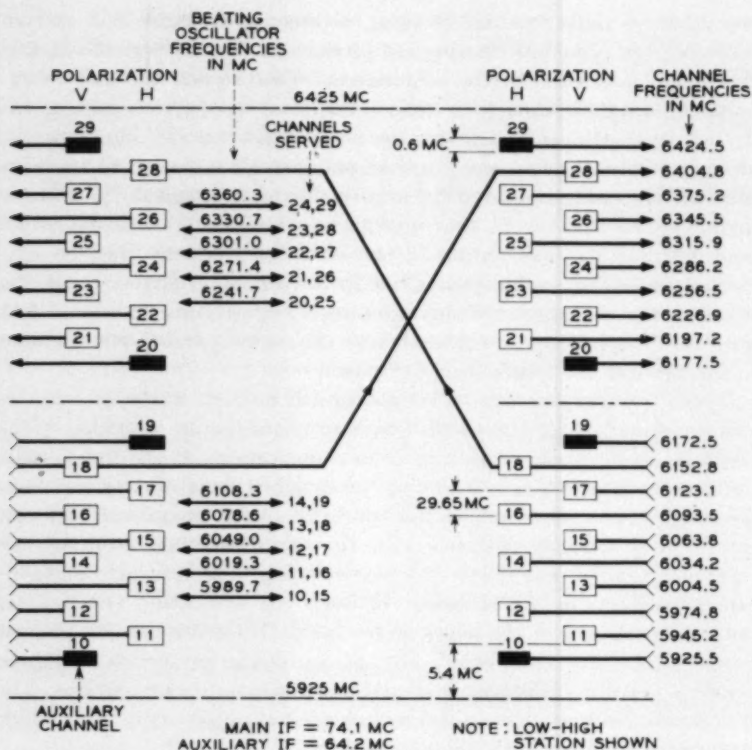 BEATING
OSCILLATOR
FREQUENCIES
IN MC
POLARIZATION
V H
POLARIZATION
H V
CHANNEL
FREQUENCIES
IN MC
6425 MC
CHANNELS
SERVED
0.6 MC
29
28
27
26
25
24
23
22
21
20
6360.3 24,29
6330.7 23,28
6301.0 22,27
6271.4 21,26
6241.7 20,25
29 6424.5
28 6404.8
27 6375.2
26 6345.5
25 6315.9
24 6286.2
23 6256.5
22 6226.9
21 6197.2
20 6177.5
19
18
17
16
15
14
13
12
11
10
6108.3 14,19
6078.6 13,18
6049.0 12,17
6019.3 11,16
5989.7 10,15
29.65 MC
19 6172.5
18 6152.8
17 6123.1
16 6093.5
15 6063.8
14 6034.2
13 6004.5
12 5974.8
11 5945.2
10 5925.5
5.4 MC
5925 MC
AUXILIARY
CHANNEL
MAIN IF = 74.1 MC
AUXILIARY IF = 64.2 MC
NOTE: LOW-HIGH
STATION SHOWN